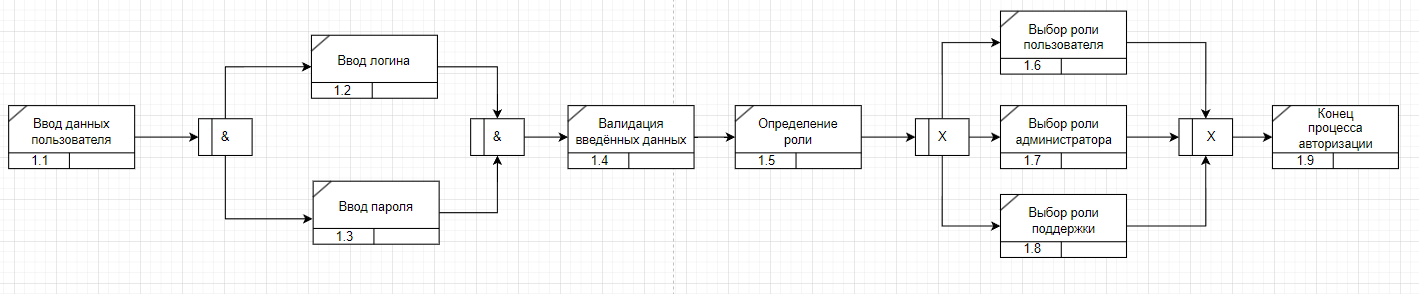 Ввод данных
пользователя
1.1
&
Ввод логина
1.2
Ввод пароля
1.3
&
Валидация
введённых данных
1.4
Определение
роли
1.5
X
Выбор роли
пользователя
1.6
Выбор роли
администратора
1.7
Выбор роли
поддержки
1.8
X
Конец
процесса
авторизации
1.9